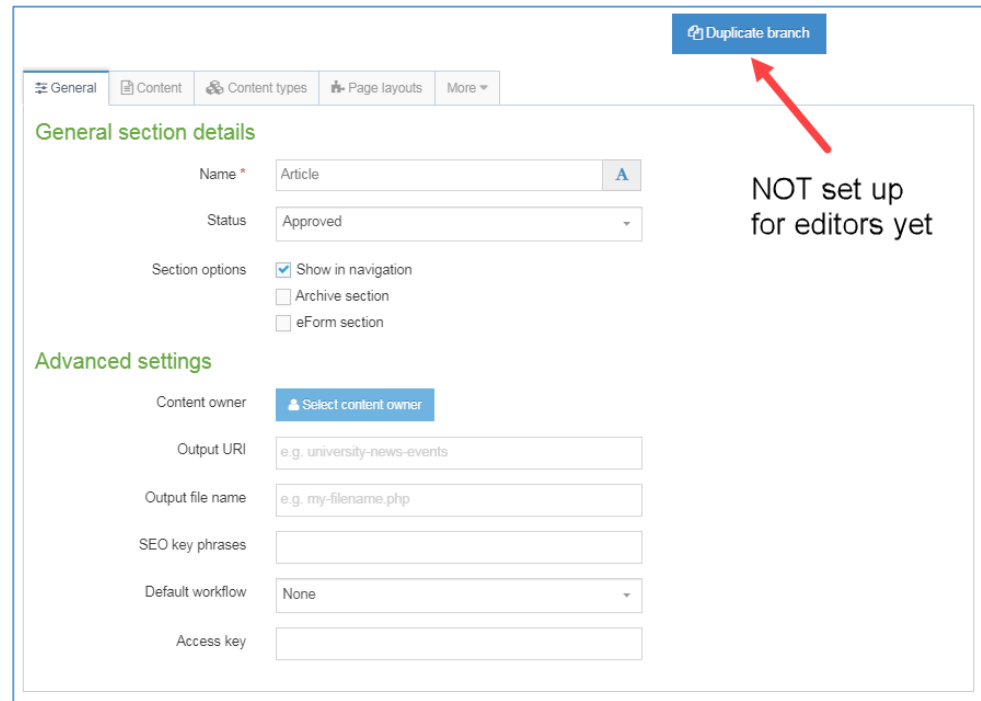 Duplicate branch
General Content Content types Page layouts More
General section details
Name * Article A
NOT set up
for editors yet
Status Approved
Section options Show in navigation
Archive section
eForm section
Advanced settings
Content owner Select content owner
Output URI e.g. university-news-events
Output file name e.g. my-filename.php
SEO key phrases
Default workflow None
Access key